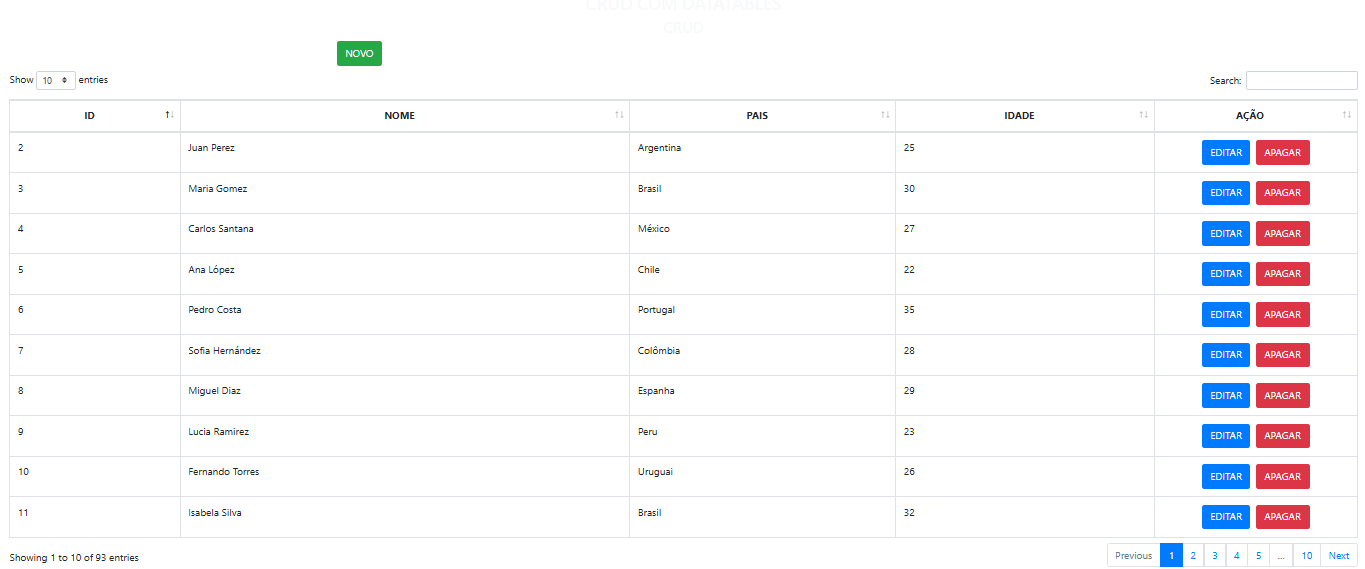 CRUD COM DATATABLES
CRUD
NOVO
Show 10 entries Search:
ID NOME PAIS IDADE AÇÃO
2 Juan Perez Argentina 25 EDITAR APAGAR
3 Maria Gomez Brasil 30 EDITAR APAGAR
4 Carlos Santana México 27 EDITAR APAGAR
5 Ana López Chile 22 EDITAR APAGAR
6 Pedro Costa Portugal 35 EDITAR APAGAR
7 Sofia Hernández Colômbia 28 EDITAR APAGAR
8 Miguel Diaz Espanha 29 EDITAR APAGAR
9 Lucia Ramirez Peru 23 EDITAR APAGAR
10 Fernando Torres Uruguai 26 EDITAR APAGAR
11 Isabela Silva Brasil 32 EDITAR APAGAR
Showing 1 to 10 of 93 entries Previous 1 2 3 4 5 ... 10 Next